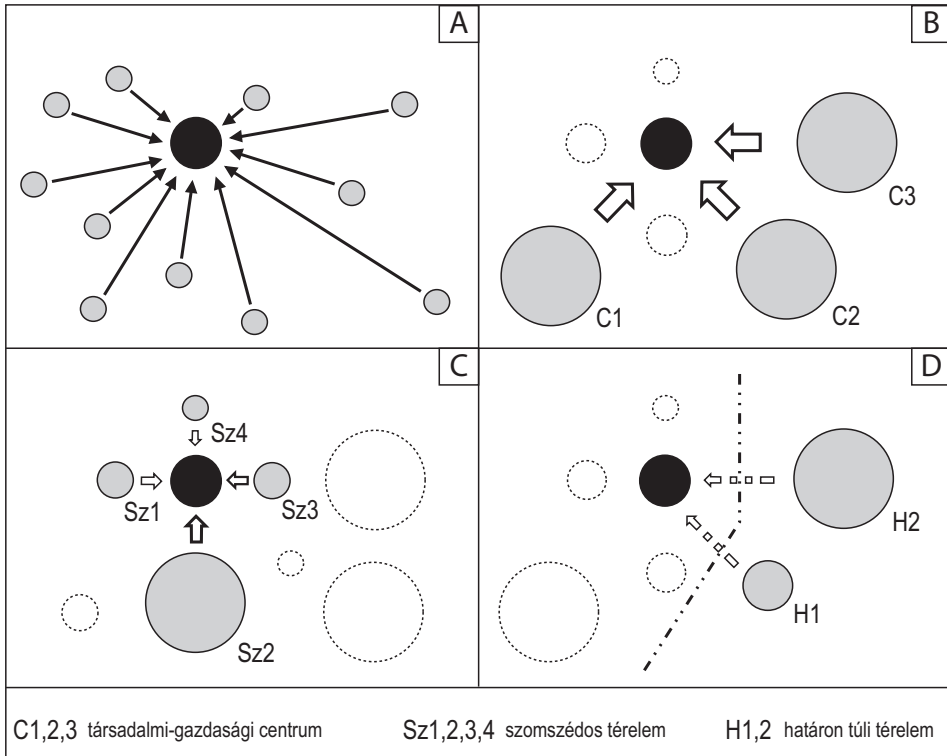 A
B
C3
C1
C2
C
D
Sz4
Sz1
Sz3
H2
H1
Sz2
C1,2,3 társadalmi-gazdasági centrum
Sz1,2,3,4 szomszédos térelem
H1,2 határon túli térelem